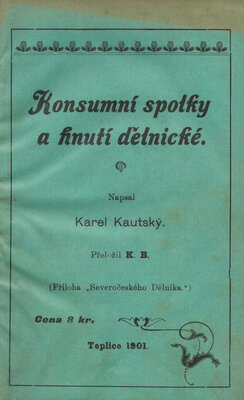 Konsumní spolky
a hnutí dělnické.
Napsal
Karel Kautský.
Přeložil K. B.
(Příloha „Severočeského Dělníka.")
Cena 8 kr.
Teplice 1901.